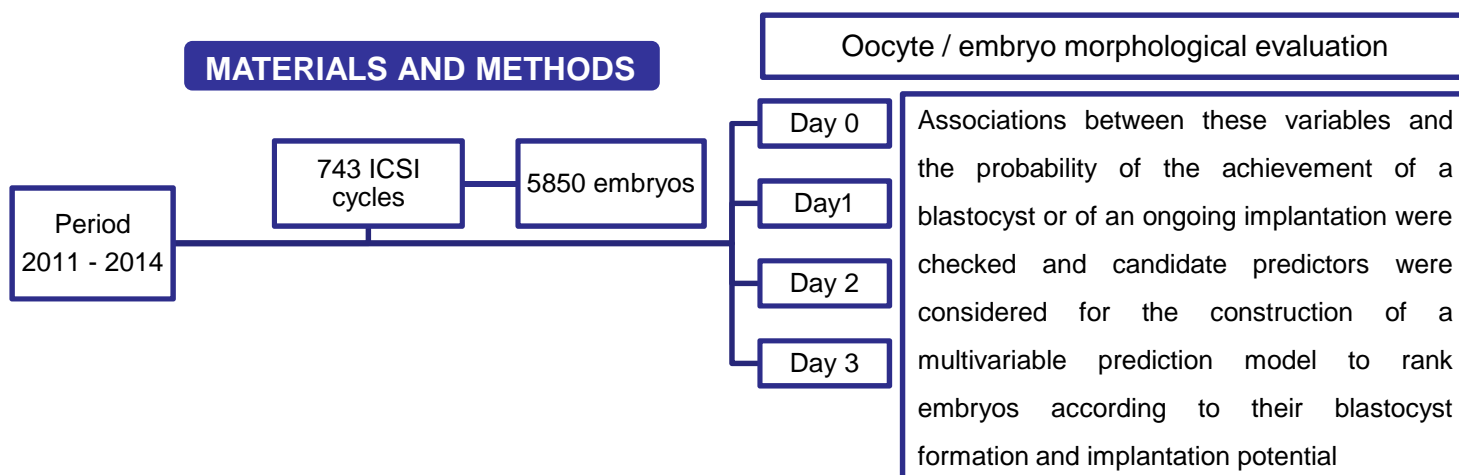 MATERIALS AND METHODS
Period
2011 - 2014
743 ICSI
cycles
5850 embryos
Oocyte / embryo morphological evaluation
Day 0
Day1
Day 2
Day 3
Associations between these variables and
the probability of the achievement of a
blastocyst or of an ongoing implantation were
checked and candidate predictors were
considered for the construction of a
multivariable prediction model to rank
embryos according to their blastocyst
formation and implantation potential